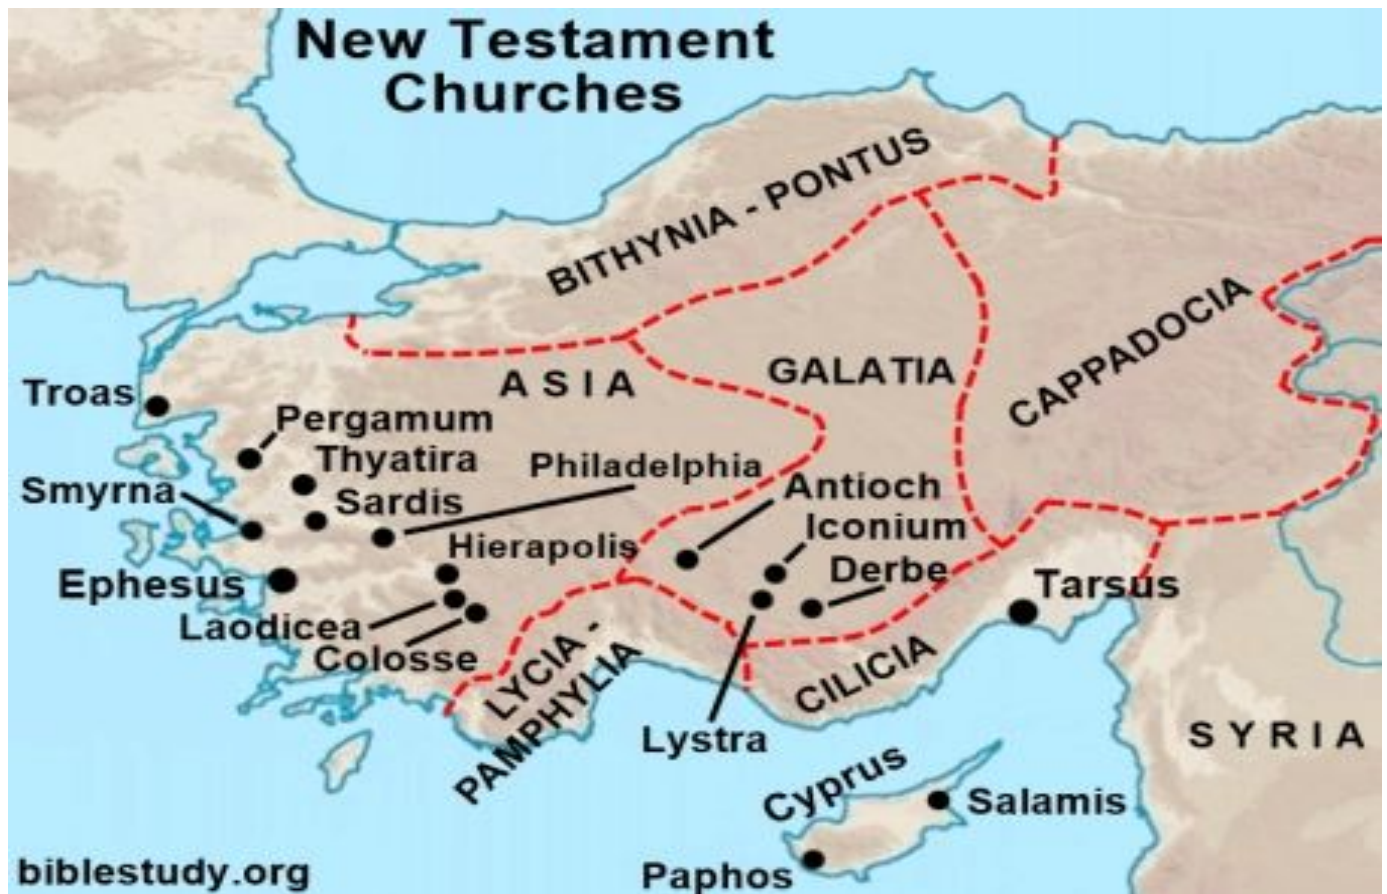 New Testament
Churches
BITHYNIA - PONTUS
CAPPADOCIA
GALATIA
ASIA
Troas
Pergamum
Thyatira
Philadelphia
Smyrna
Sardis
Antioch
Iconium
Hierapolis
Derbe
Ephesus
Tarsus
Laodicea
Colosse
LYCIA -
PAMPHYLIA
CILICIA
Lystra
SYRIA
Cyprus
Salamis
Paphos
biblestudy.org